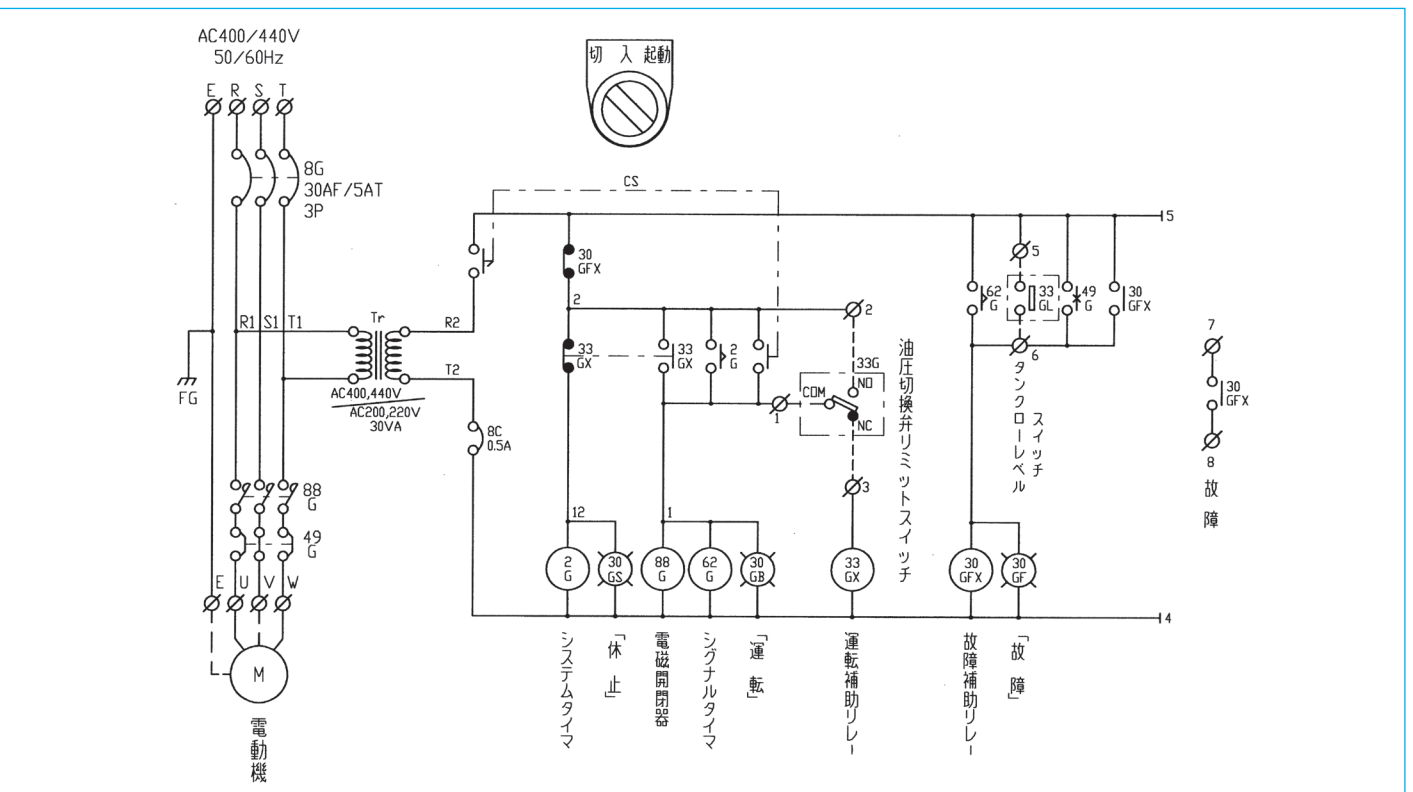 AC400/440V
50/60Hz
E R S T
切 入 起動
8G
30AF/5AT
3P
CS
5
30
GFX
5
62
G
33
GL
49
G
30
GFX
2
2
R1 S1 T1
Tr
R2
T2
AC400,440V
AC200,220V
30VA
FG
33
GX
33
GX
2
G
33G
NO
COM
NC
1
油圧切換弁リミットスイッチ
6
タンクローレベル
スイッチ
7
30
GFX
8
故障
8C
0.5A
3
88
G
49
G
12
1
2
G
30
GS
88
G
62
G
30
GB
33
GX
30
GFX
30
GF
E U V W
4
M
電動機
システムタイマ
「休止」
電磁開閉器
シグナルタイマ
「運転」
運転補助リレー
故障補助リレー
「故障」